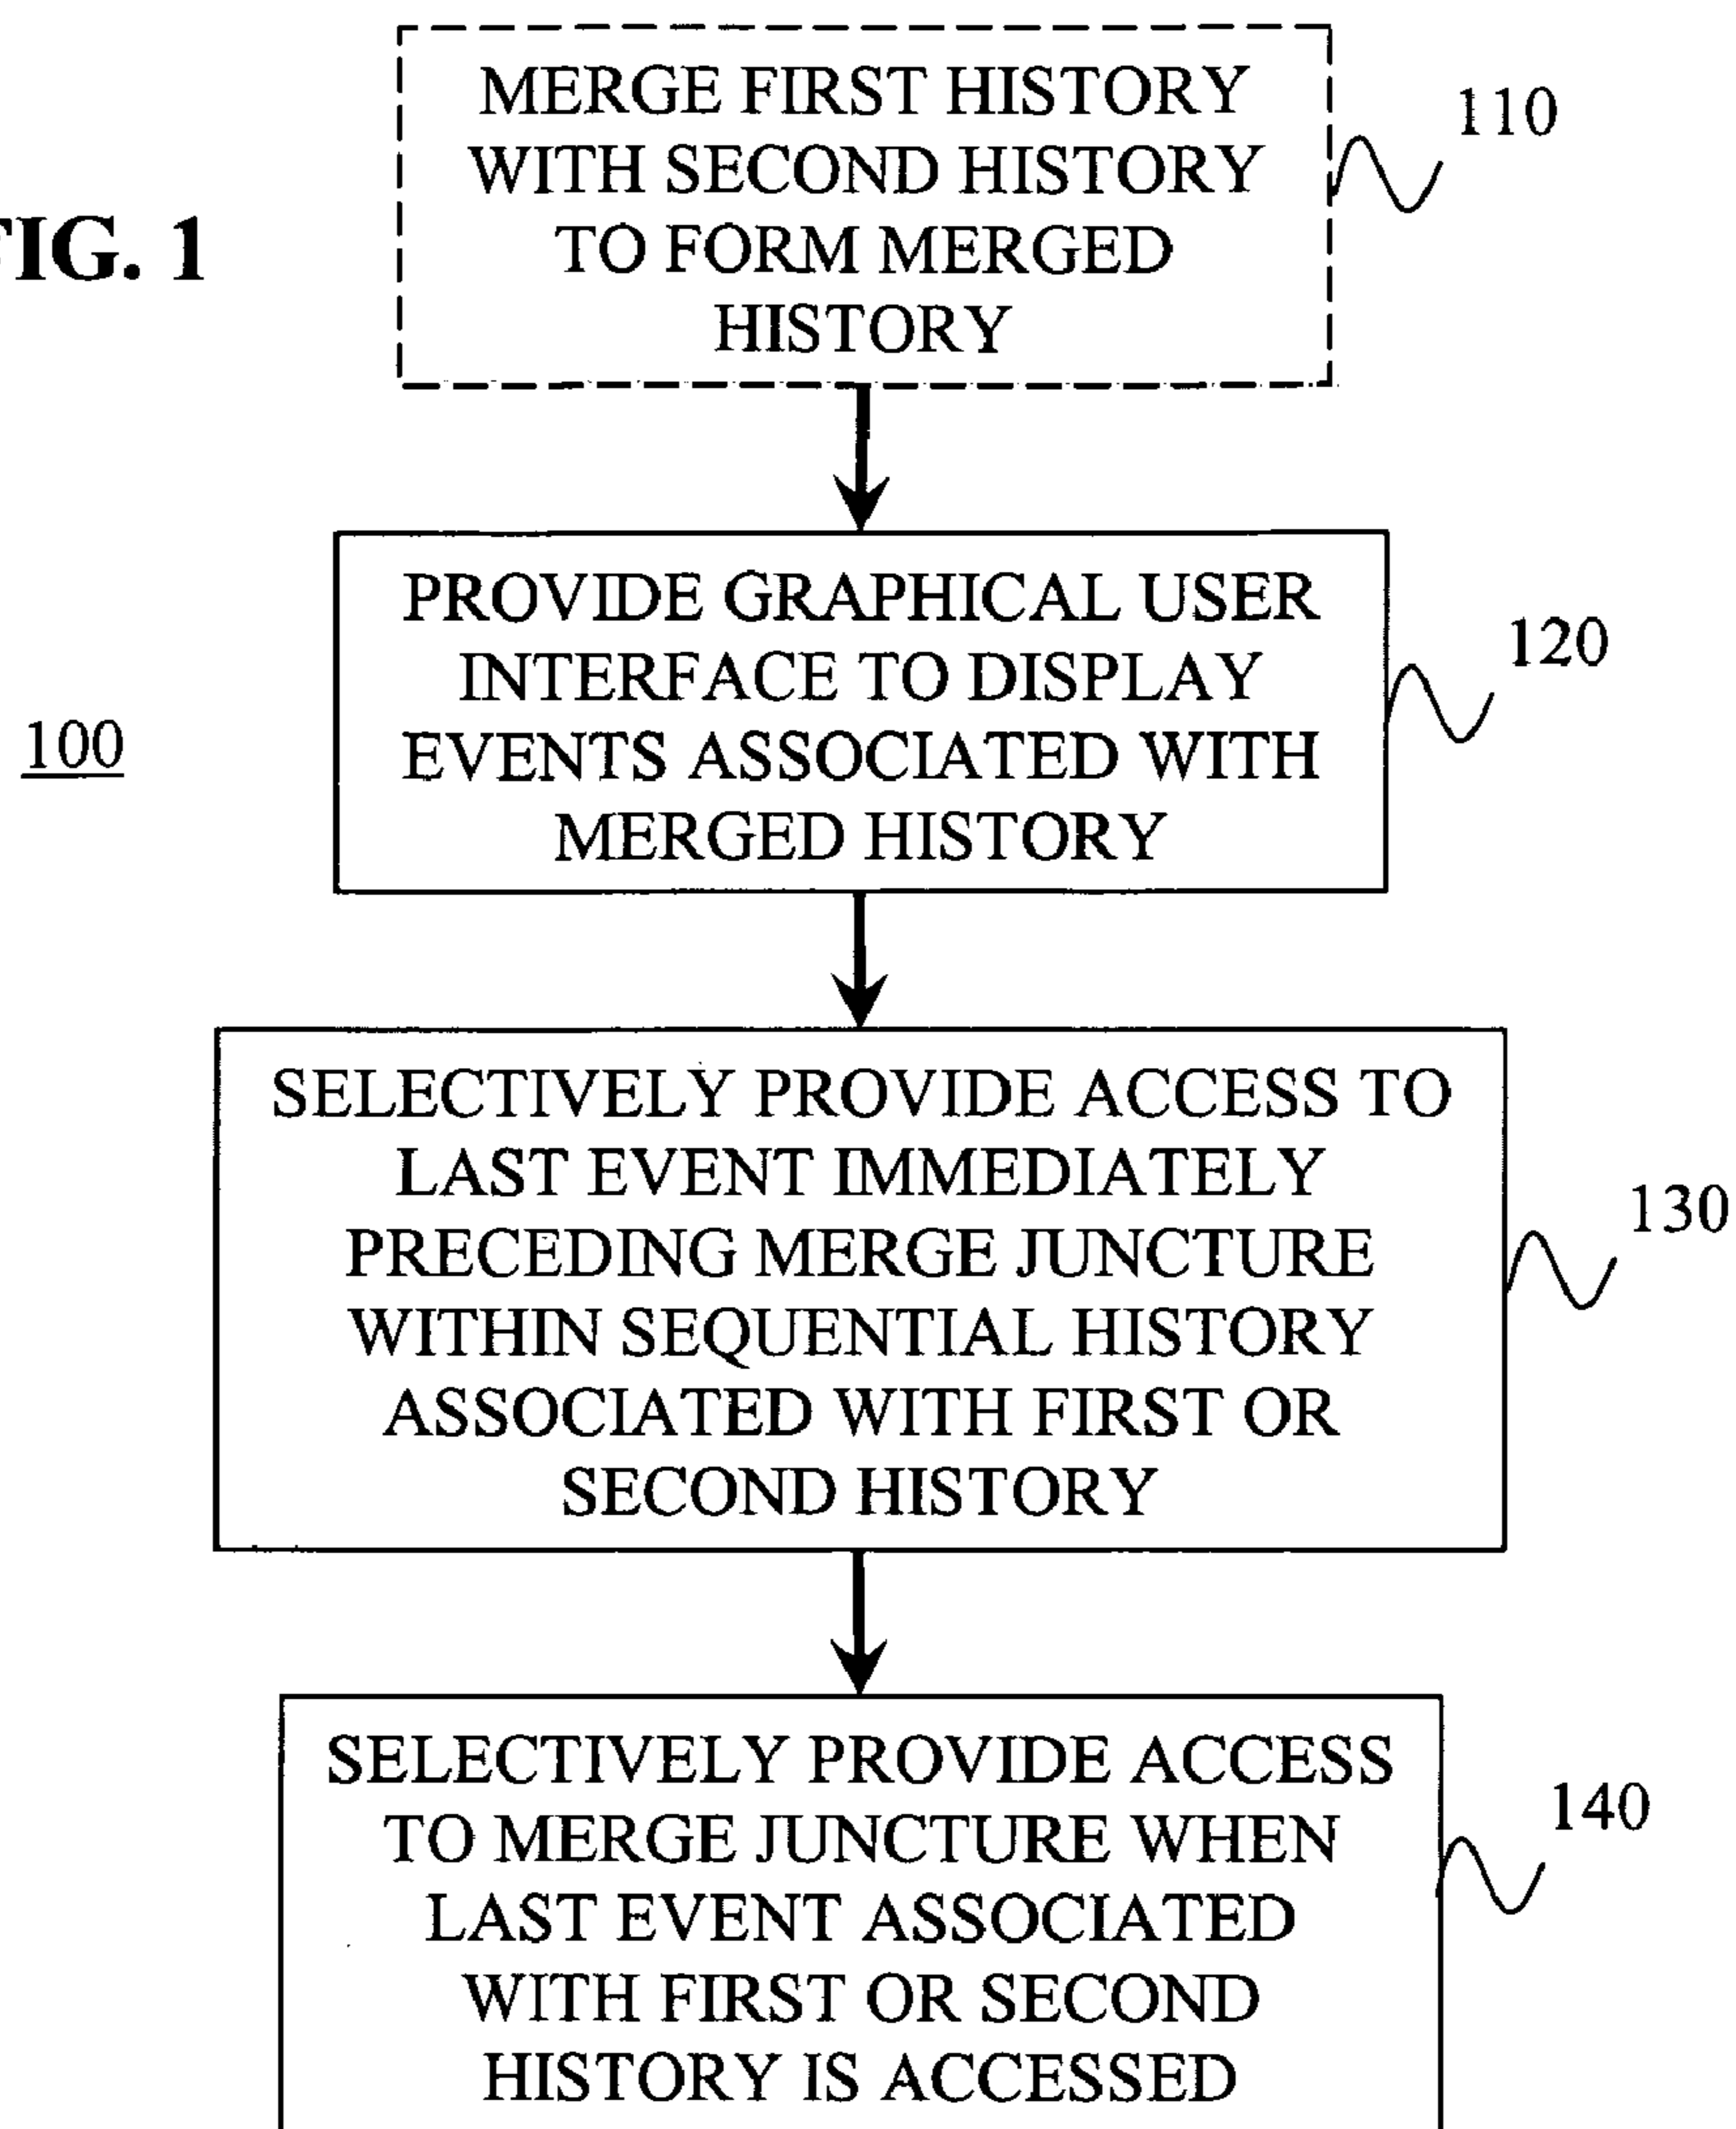 MERGE FIRST HISTORY
WITH SECOND HISTORY
TO FORM MERGED
HISTORY
110
FIG. 1
PROVIDE GRAPHICAL USER
INTERFACE TO DISPLAY
EVENTS ASSOCIATED WITH
MERGED HISTORY
120
100
SELECTIVELY PROVIDE ACCESS TO
LAST EVENT IMMEDIATELY
PRECEDING MERGE JUNCTURE
WITHIN SEQUENTIAL HISTORY
ASSOCIATED WITH FIRST OR
SECOND HISTORY
130
SELECTIVELY PROVIDE ACCESS
TO MERGE JUNCTURE WHEN
LAST EVENT ASSOCIATED
WITH FIRST OR SECOND
HISTORY IS ACCESSED
140